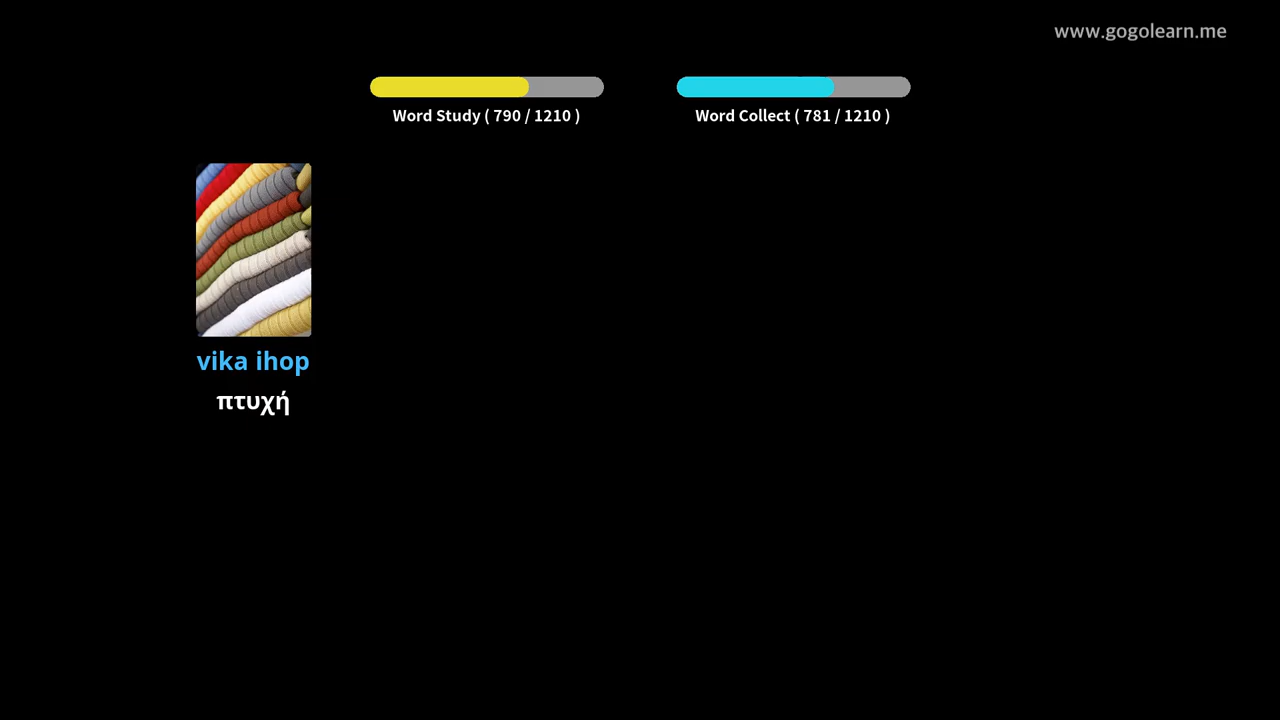 www.gogolearn.me
Word Study ( 790 / 1210 )
Word Collect ( 781 / 1210 )
vika ihop
πτυχή